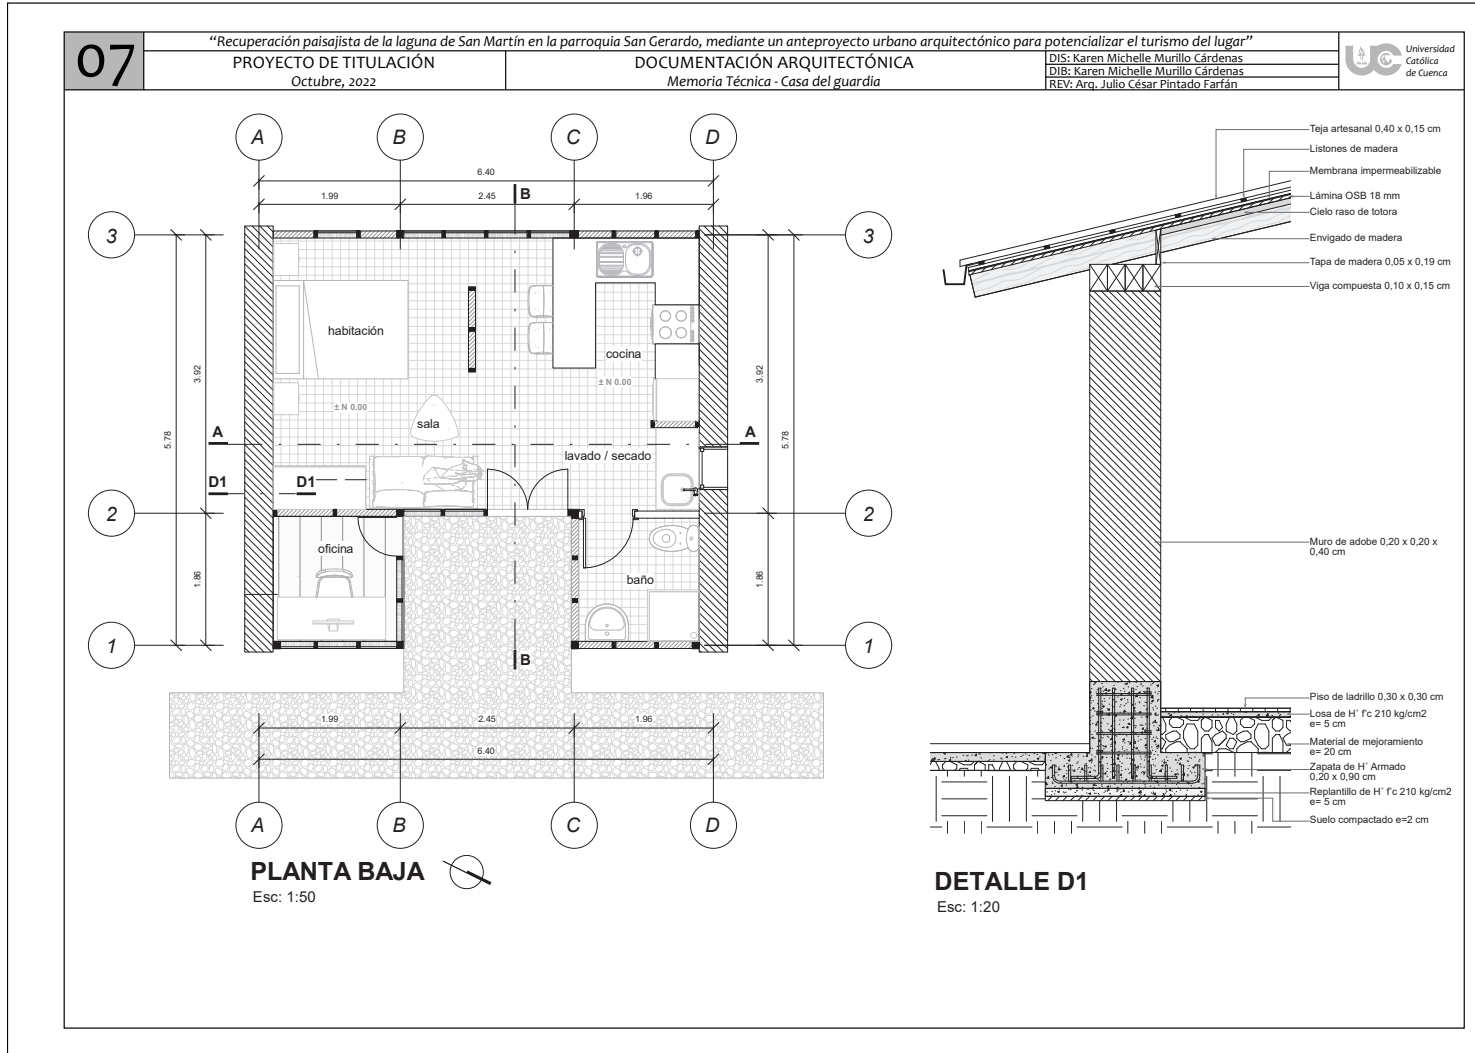 07
“Recuperación paisajista de la laguna de San Martín en la parroquia San Gerardo, mediante un anteproyecto urbano arquitectónico para potencializar el turismo del lugar”
PROYECTO DE TITULACIÓN
Octubre, 2022
DOCUMENTACIÓN ARQUITECTÓNICA
Memoria Técnica - Casa del guardia
DIS: Karen Michelle Murillo Cárdenas
DIB: Karen Michelle Murillo Cárdenas
REV: Arq. Julio César Pintado Farfán
UC
Universidad
Católica
de Cuenca
A B C D
6.40
1.99 2.45 1.96
B
3 3
habitación
cocina
± N 0.00
± N 0.00
3.92 3.92
5.78 5.78
sala
A A
lavado / secado
D1 D1
2 2
oficina
baño
1.86 1.86
1 1
B
1.99 2.45 1.96
6.40
A B C D
PLANTA BAJA
Esc: 1:50
Teja artesanal 0,40 x 0,15 cm
Listones de madera
Membrana impermeabilizable
Lámina OSB 18 mm
Cielo raso de totora
Envigado de madera
Tapa de madera 0,05 x 0,19 cm
Viga compuesta 0,10 x 0,15 cm
Muro de adobe 0,20 x 0,20 x
0,40 cm
Piso de ladrillo 0,30 x 0,30 cm
Losa de H° f'c 210 kg/cm2
e= 5 cm
Material de mejoramiento
e= 20 cm
Zapata de H° Armado
0,20 x 0,90 cm
Replantillo de H° f'c 210 kg/cm2
e= 5 cm
Suelo compactado e=2 cm
DETALLE D1
Esc: 1:20